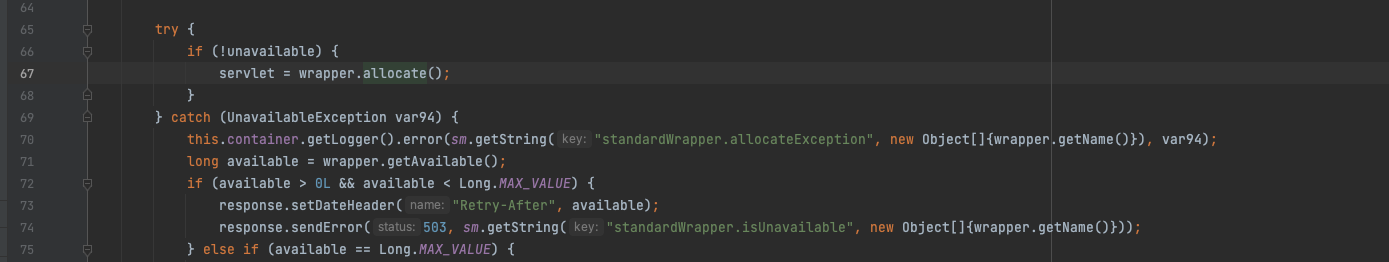 64
65 try {
66 if (!unavailable) {
67 servlet = wrapper.allocate();
68 }
69 } catch (UnavailableException var94) {
70 this.container.getLogger().error(sm.getString( key: "standardWrapper.allocateException", new Object[]{wrapper.getName()}), var94);
71 long available = wrapper.getAvailable();
72 if (available > 0L && available < Long.MAX_VALUE) {
73 response.setDateHeader( name: "Retry-After", available);
74 response.sendError( status: 503, sm.getString( key: "standardWrapper.isUnavailable", new Object[]{wrapper.getName()}));
75 } else if (available == Long.MAX_VALUE) {